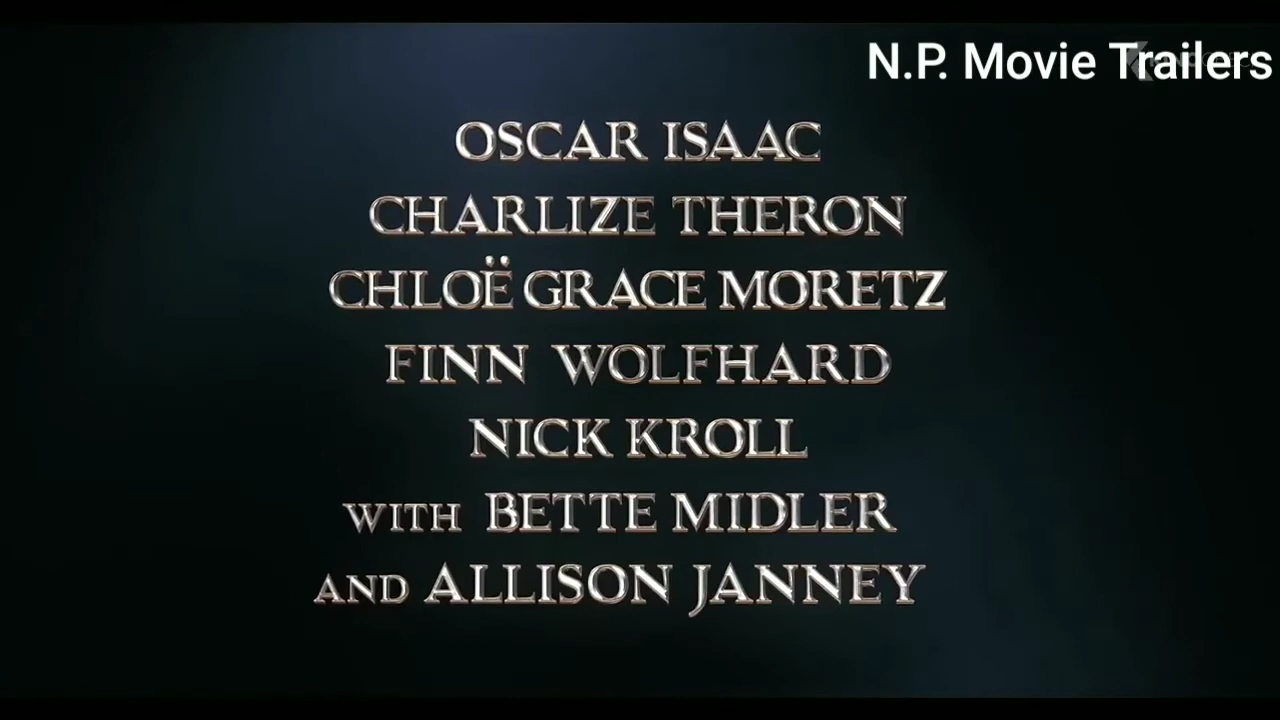 N.P. Movie Trailers
OSCAR ISAAC
CHARLIZE THERON
CHLOË GRACE MORETZ
FINN WOLFHARD
NICK KROLL
WITH BETTE MIDLER
AND ALLISON JANNEY